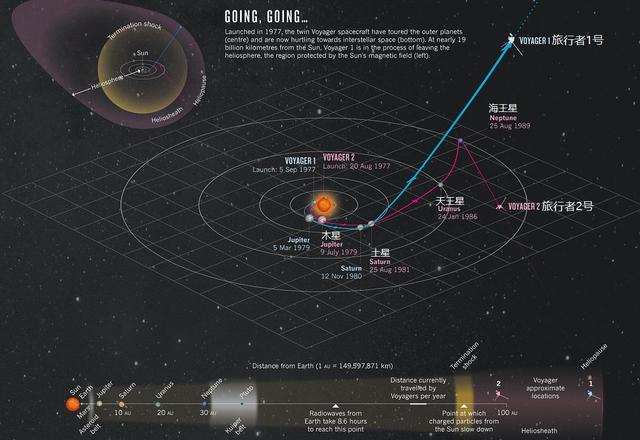 GOING, GOING…
Launched in 1977, the twin Voyager spacecraft have toured the outer planets
(centre) and are now hurtling towards interstellar space (bottom). At nearly 19
billion kilometres from the Sun, Voyager 1 is in the process of leaving the
heliosphere, the region protected by the Sun's magnetic field (left).
Termination shock
Sun
Heliosphere
Heliopause
Heliosheath
VOYAGER 1 旅行者1号
海王星
Neptune
25 Aug 1989
VOYAGER 1
Launch: 5 Sep 1977
VOYAGER 2
Launch: 20 Aug 1977
天王星
Uranus
24 Jan 1986
VOYAGER 2 旅行者2号
Jupiter
5 Mar 1979
木星
Jupiter
9 July 1979
土星
Saturn
25 Aug 1981
Saturn
12 Nov 1980
Distance from Earth (1 AU = 149,597,871 km)
Sun
Earth
Mars
Asteroid belt
Jupiter
Saturn
Uranus
Neptune
Pluto
Kuiper belt
10 AU
20 AU
30 AU
Radiowaves from
Earth take 8.6 hours
to reach this point
Distance currently
travelled by
Voyagers per year
Termination
shock
Point at which
charged particles from
the Sun slow down
2
Voyager
approximate
locations
1
100 AU
Heliosheath
Heliopause